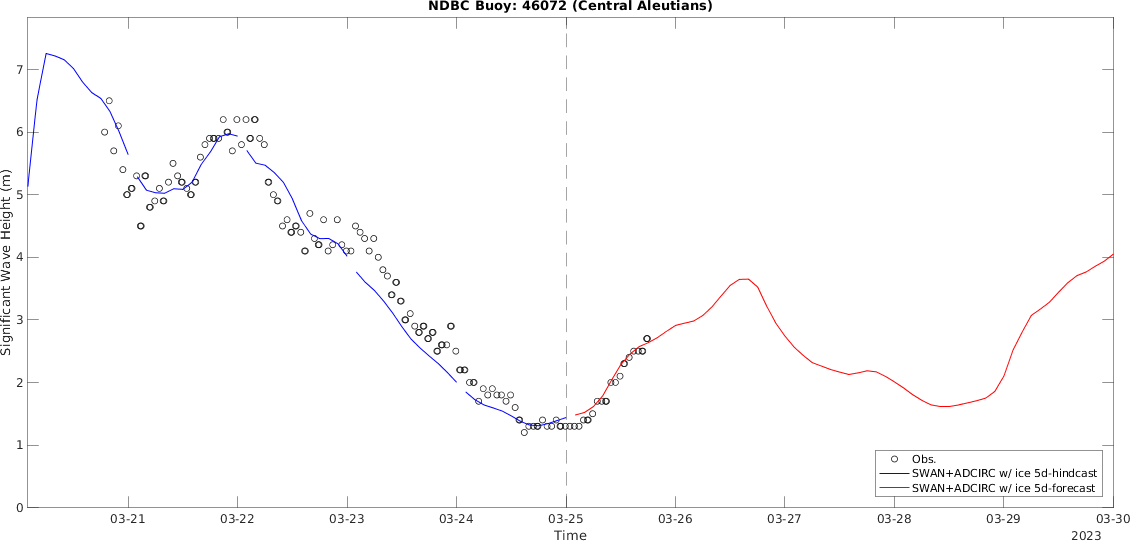 NDBC Buoy: 46072 (Central Aleutians)
7
6
5
4
3
2
1
0
Significant Wave Height (m)
Obs.
SWAN+ADCIRC w/ ice 5d-hindcast
SWAN+ADCIRC w/ ice 5d-forecast
03-21 03-22 03-23 03-24 03-25 03-26 03-27 03-28 03-29 03-30
Time
2023